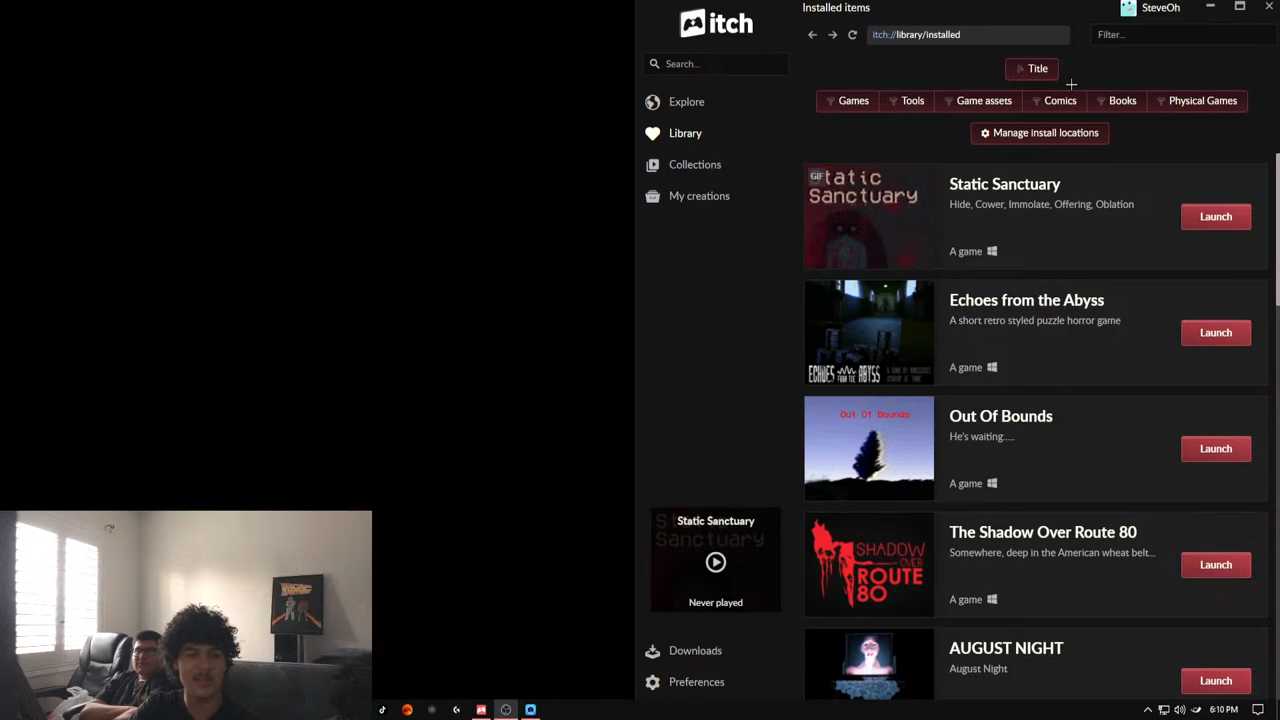 Installed items
SteveOh
itch
itch://library/installed
Filter...
Search...
Title
Explore
Games
Tools
Game assets
Comics
Books
Physical Games
Library
Manage install locations
Collections
My creations
GIF
Static
Sanctuary
Static Sanctuary
Hide, Cower, Immolate, Offering, Oblation
Launch
A game
Echoes from the Abyss
A short retro styled puzzle horror game
Launch
A game
ECHOES FROM THE ABYSS
Out Of Bounds
Out Of Bounds
He's waiting.....
Launch
A game
Static Sanctuary
Never played
SHADOW
OVER
ROUTE
80
The Shadow Over Route 80
Somewhere, deep in the American wheat belt...
Launch
A game
AUGUST NIGHT
August Night
Launch
Downloads
Preferences
6:10 PM